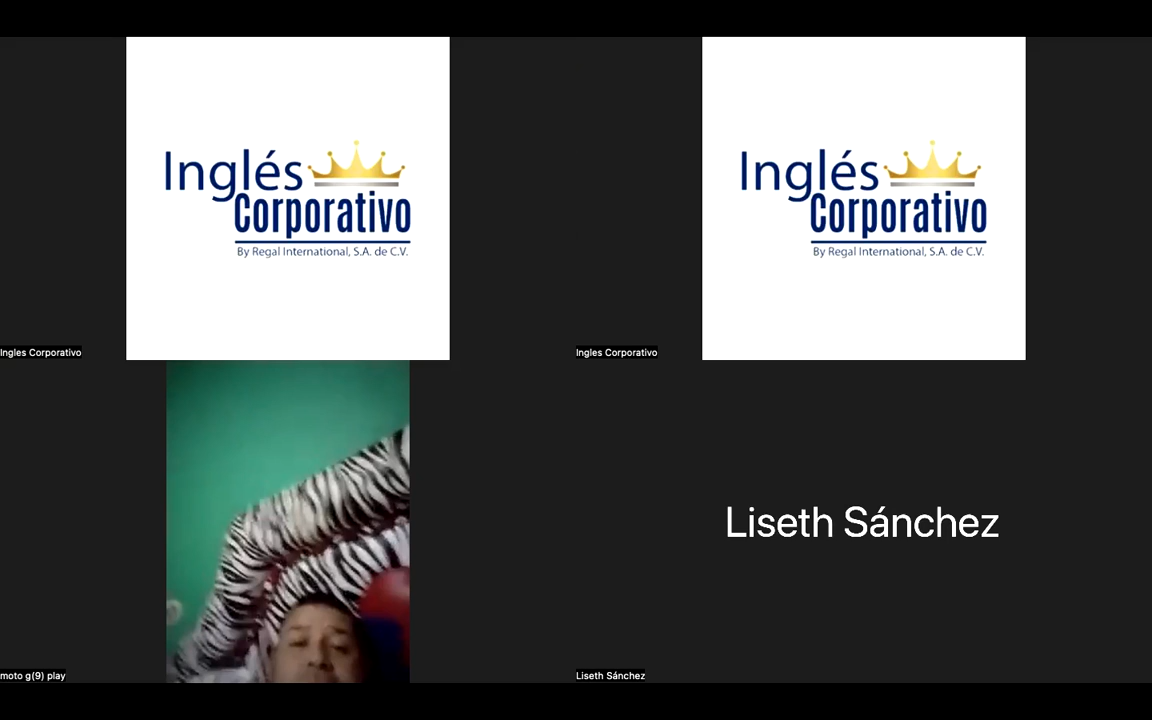 Inglés
Corporativo
By Regal International, S.A. de C.V.
Ingles Corporativo
Inglés
Corporativo
By Regal International, S.A. de C.V.
Ingles Corporativo
moto g(9) play
Liseth Sánchez
Liseth Sánchez